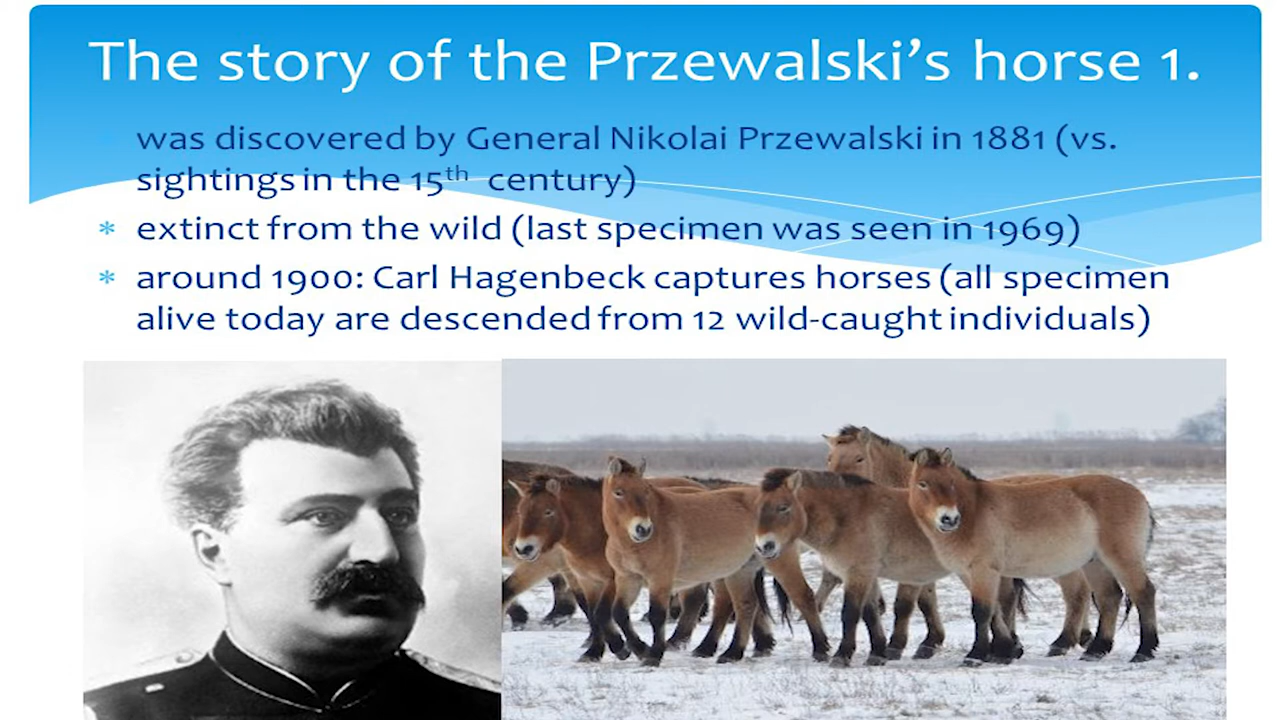 The story of the Przewalski’s horse 1.
was discovered by General Nikolai Przewalski in 1881 (vs.
sightings in the 15th century)
* extinct from the wild (last specimen was seen in 1969)
* around 1900: Carl Hagenbeck captures horses (all specimen
alive today are descended from 12 wild-caught individuals)